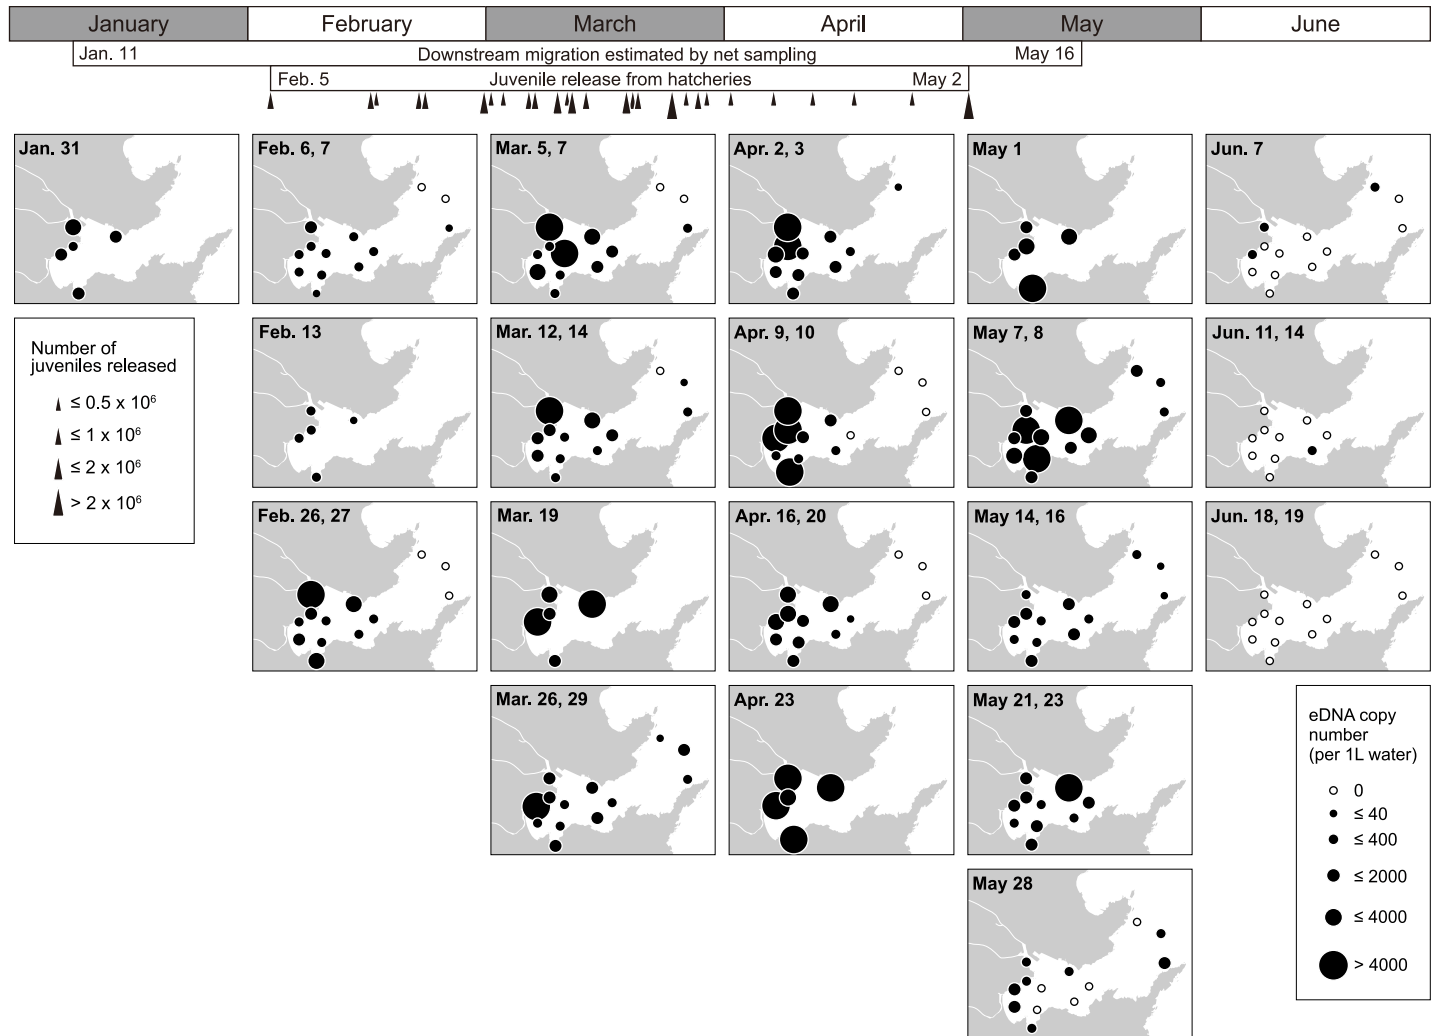 January February March April May June
Jan. 11 Downstream migration estimated by net sampling May 16
Feb. 5 Juvenile release from hatcheries May 2
Jan. 31 Feb. 6, 7 Mar. 5, 7 Apr. 2, 3 May 1 Jun. 7
Number of
juveniles released
≤ 0.5 x 10⁶
≤ 1 x 10⁶
≤ 2 x 10⁶
> 2 x 10⁶
Feb. 13 Mar. 12, 14 Apr. 9, 10 May 7, 8 Jun. 11, 14
Feb. 26, 27 Mar. 19 Apr. 16, 20 May 14, 16 Jun. 18, 19
Mar. 26, 29 Apr. 23 May 21, 23
eDNA copy
number
(per 1L water)
0
≤ 40
≤ 400
≤ 2000
≤ 4000
> 4000
May 28